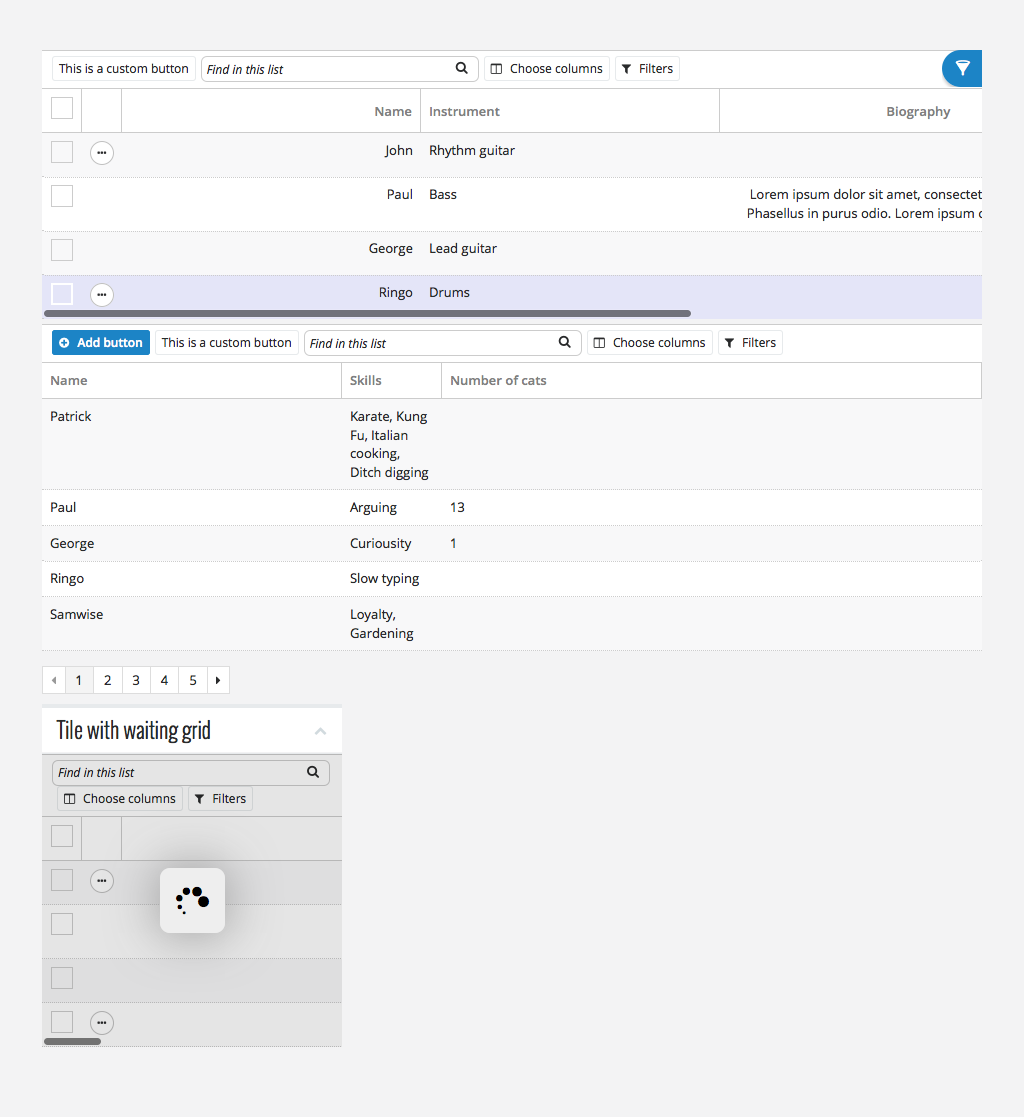 This is a custom button Find in this list Choose columns Filters
Name Instrument Biography
John Rhythm guitar
Paul Bass Lorem ipsum dolor sit amet, consectet
Phasellus in purus odio. Lorem ipsum
George Lead guitar
Ringo Drums
Add button This is a custom button Find in this list Choose columns Filters
Name Skills Number of cats
Patrick Karate, Kung
Fu, Italian
cooking,
Ditch digging
Paul Arguing 13
George Curiousity 1
Ringo Slow typing
Samwise Loyalty,
Gardening
1 2 3 4 5
Tile with waiting grid
Find in this list
Choose columns Filters